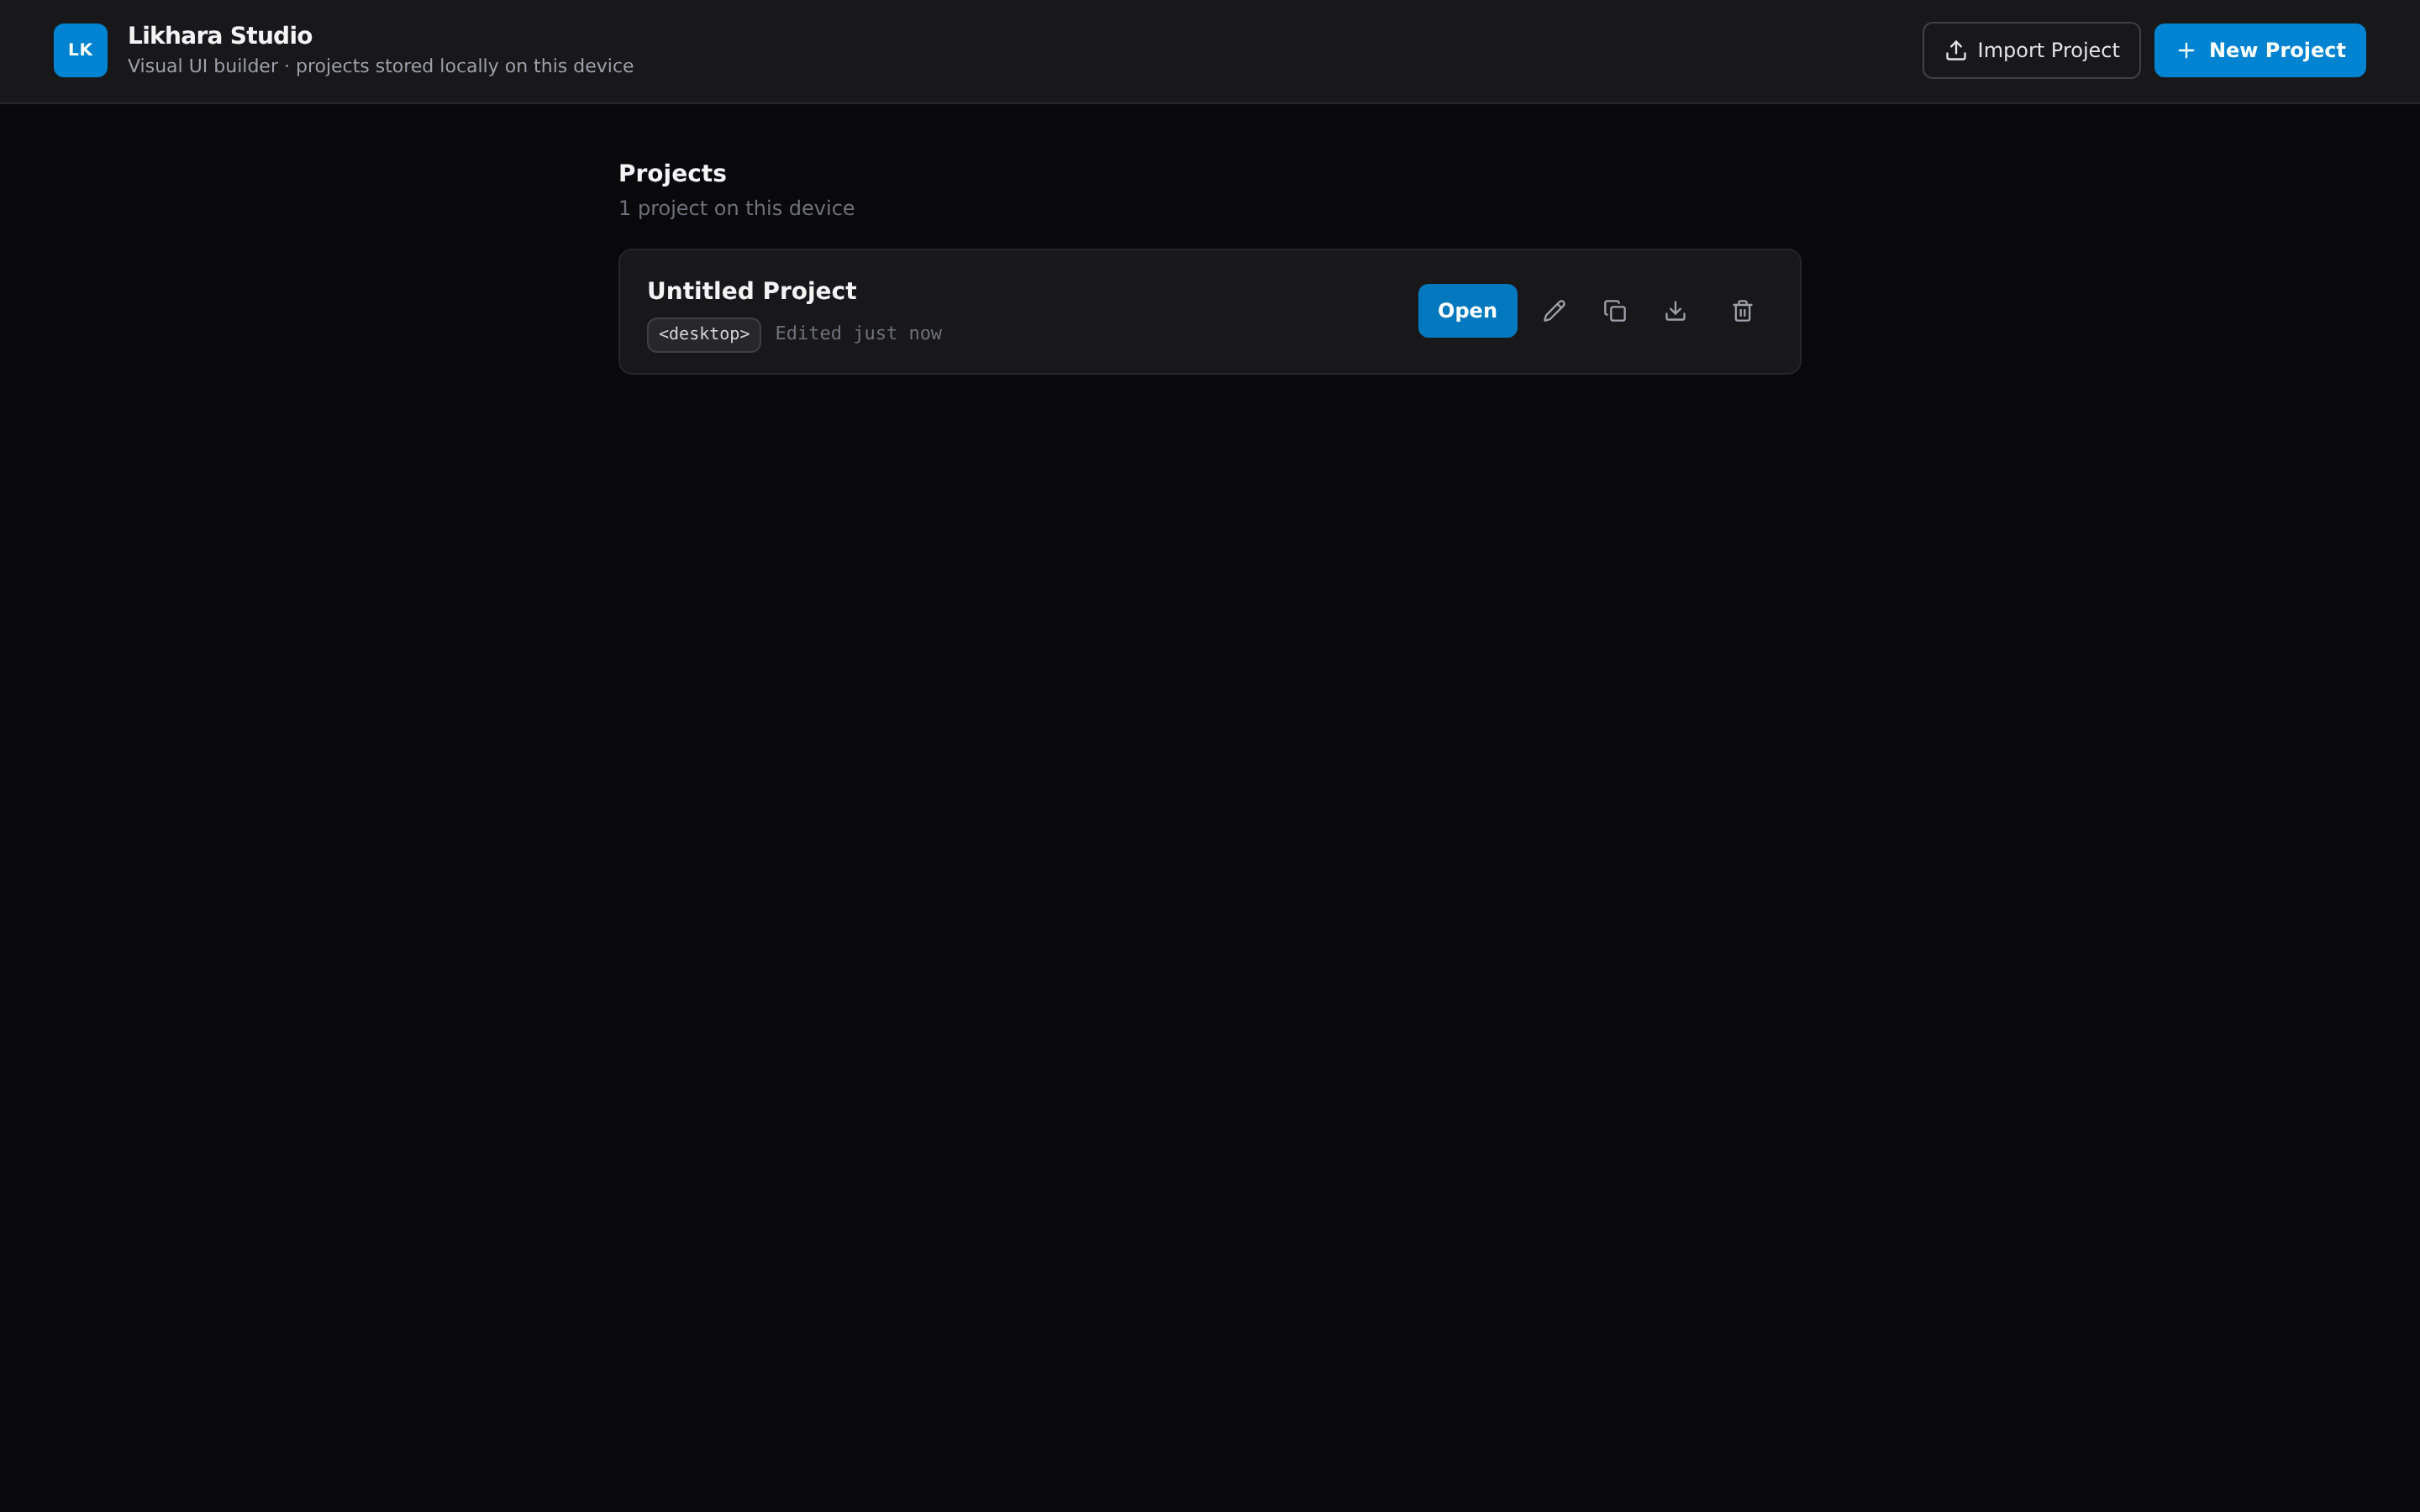 LK
Likhara Studio
Visual UI builder · projects stored locally on this device
Import Project
New Project
Projects
1 project on this device
Untitled Project
<desktop> Edited just now
Open